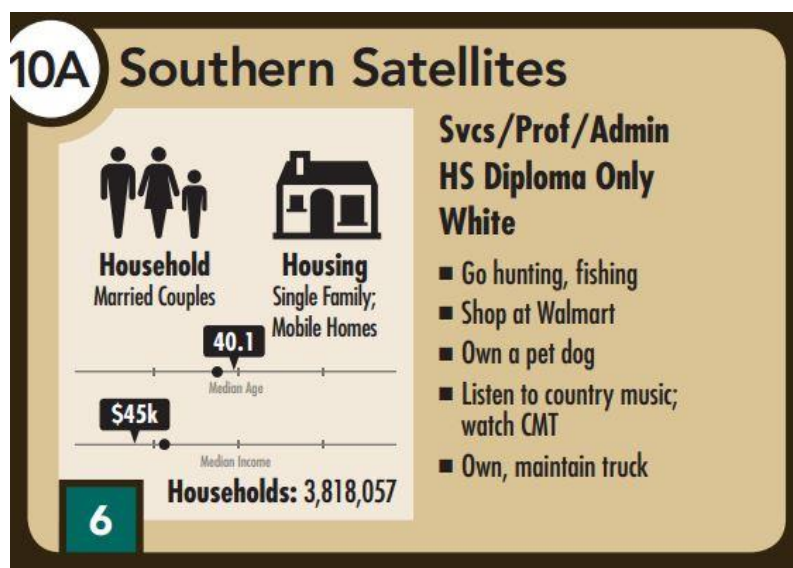 10A Southern Satellites
Household
Married Couples
Housing
Single Family;
Mobile Homes
40.1
Median Age
$45k
Median Income
Households: 3,818,057
6
Svcs/Prof/Admin
HS Diploma Only
White
■ Go hunting, fishing
■ Shop at Walmart
■ Own a pet dog
■ Listen to country music;
watch CMT
■ Own, maintain truck